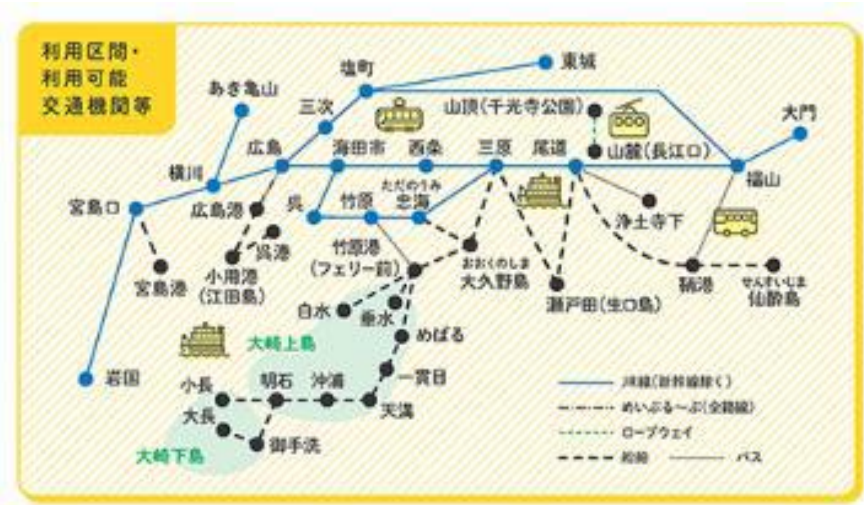 利用区間・
利用可能
交通機関等
東城
塩町
あき亀山
三次
山頂(千光寺公園)
大門
広島
海田市
西条
三原
尾道
山麓(長江口)
横川
ただのうみ
福山
宮島口
広島港
呉
竹原
忠海
浄土寺下
呉港
竹原港
(フェリー前)
おおくのしま
大久野島
宮島港
小用港
(江田島)
瀬戸田(生口島)
鞆港
せんすいじま
仙酔島
白水
垂水
めばる
大崎上島
岩国
小長
明石
沖浦
一貫目
天満
大長
御手洗
大崎下島
JR線(新幹線除く)
めいぷる～ぷ(全路線)
ロープウェイ
船舶
バス